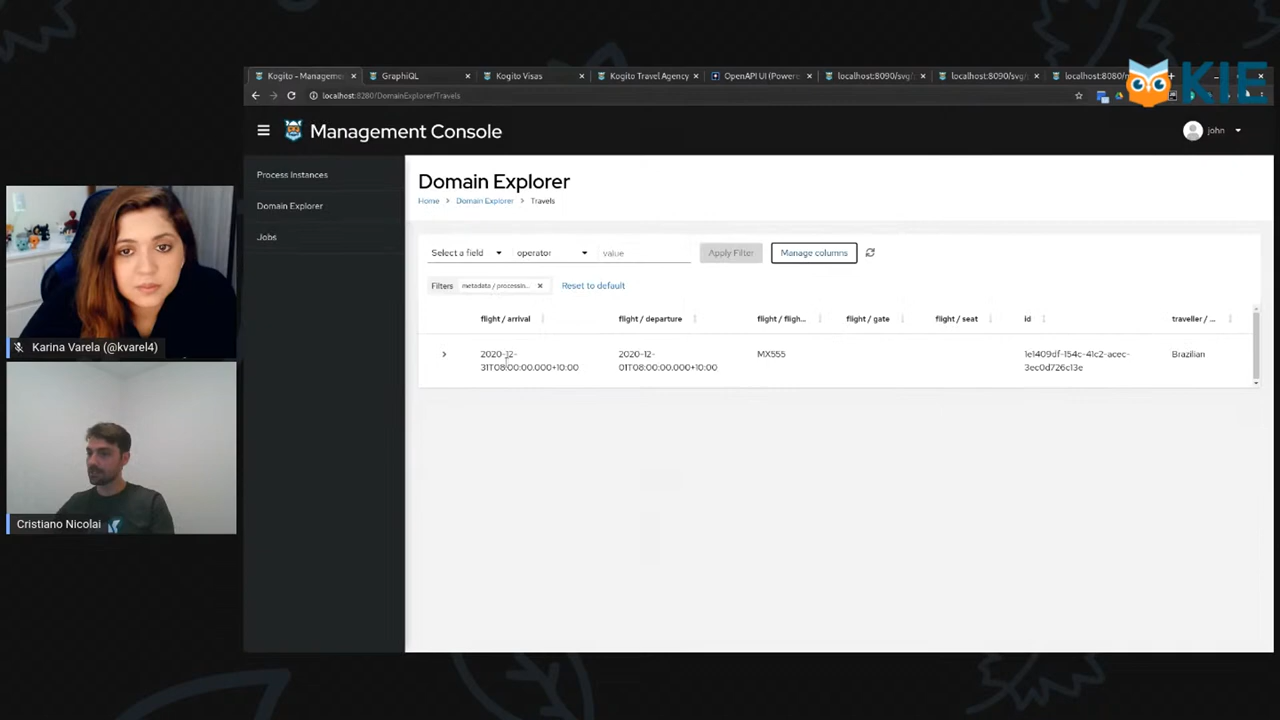 Kogito - Manageme
GraphiQL
Kogito Visas
Kogito Travel Agency
OpenAPI UI (Power
localhost:8090/svg/
localhost:8090/svg/
localhost:8080/
KIE
localhost:8280/DomainExplorer/Travels
Management Console
john
Process Instances
Domain Explorer
Jobs
Domain Explorer
Home > Domain Explorer > Travels
Select a field
operator
value
Apply Filter
Manage columns
Filters
metadata / processin...
Reset to default
flight / arrival
flight / departure
flight / fligh...
flight / gate
flight / seat
id
traveller / ...
2020-12-
31T08:00:00.000+10:00
2020-12-
01T08:00:00.000+10:00
MX555
1e1409df-154c-41c2-acec-
3ec0d726c13e
Brazilian
Karina Varela (@kvarel4)
Cristiano Nicolai